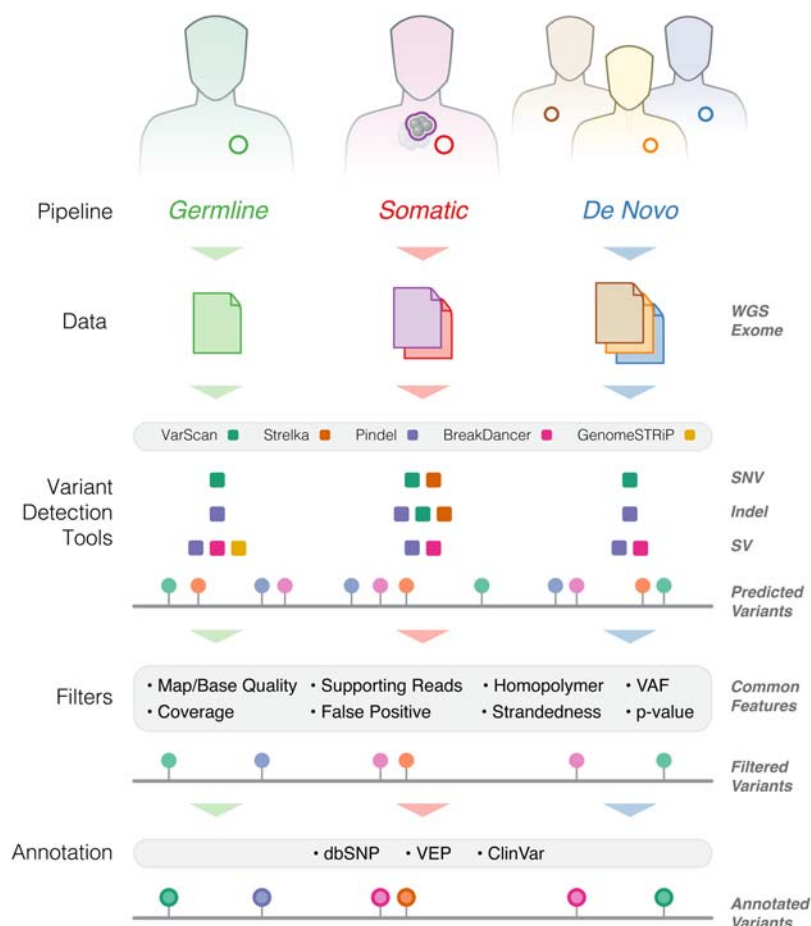 Pipeline Germline Somatic De Novo
Data
WGS
Exome
VarScan Strelka Pindel BreakDancer GenomeSTRiP
Variant
Detection
Tools
SNV
Indel
SV
Predicted
Variants
Filters
• Map/Base Quality • Supporting Reads • Homopolymer • VAF
• Coverage • False Positive • Strandedness • p-value
Common
Features
Filtered
Variants
Annotation
• dbSNP • VEP • ClinVar
Annotated
Variants